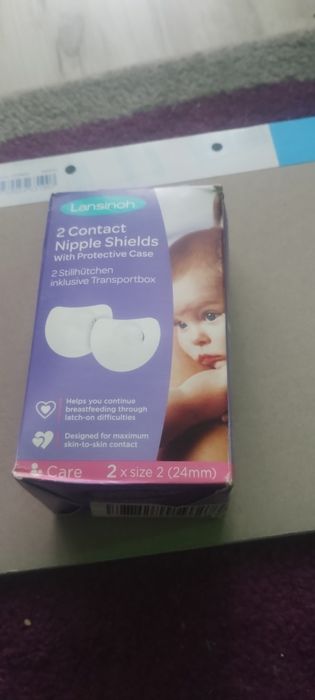 Lansinoh
2 Contact
Nipple Shields
With Protective Case
2 Stillhütchen
inklusive Transportbox
Helps you continue
breastfeeding through
latch-on difficulties
Designed for maximum
skin-to-skin contact
Care
2 x size 2 (24mm)